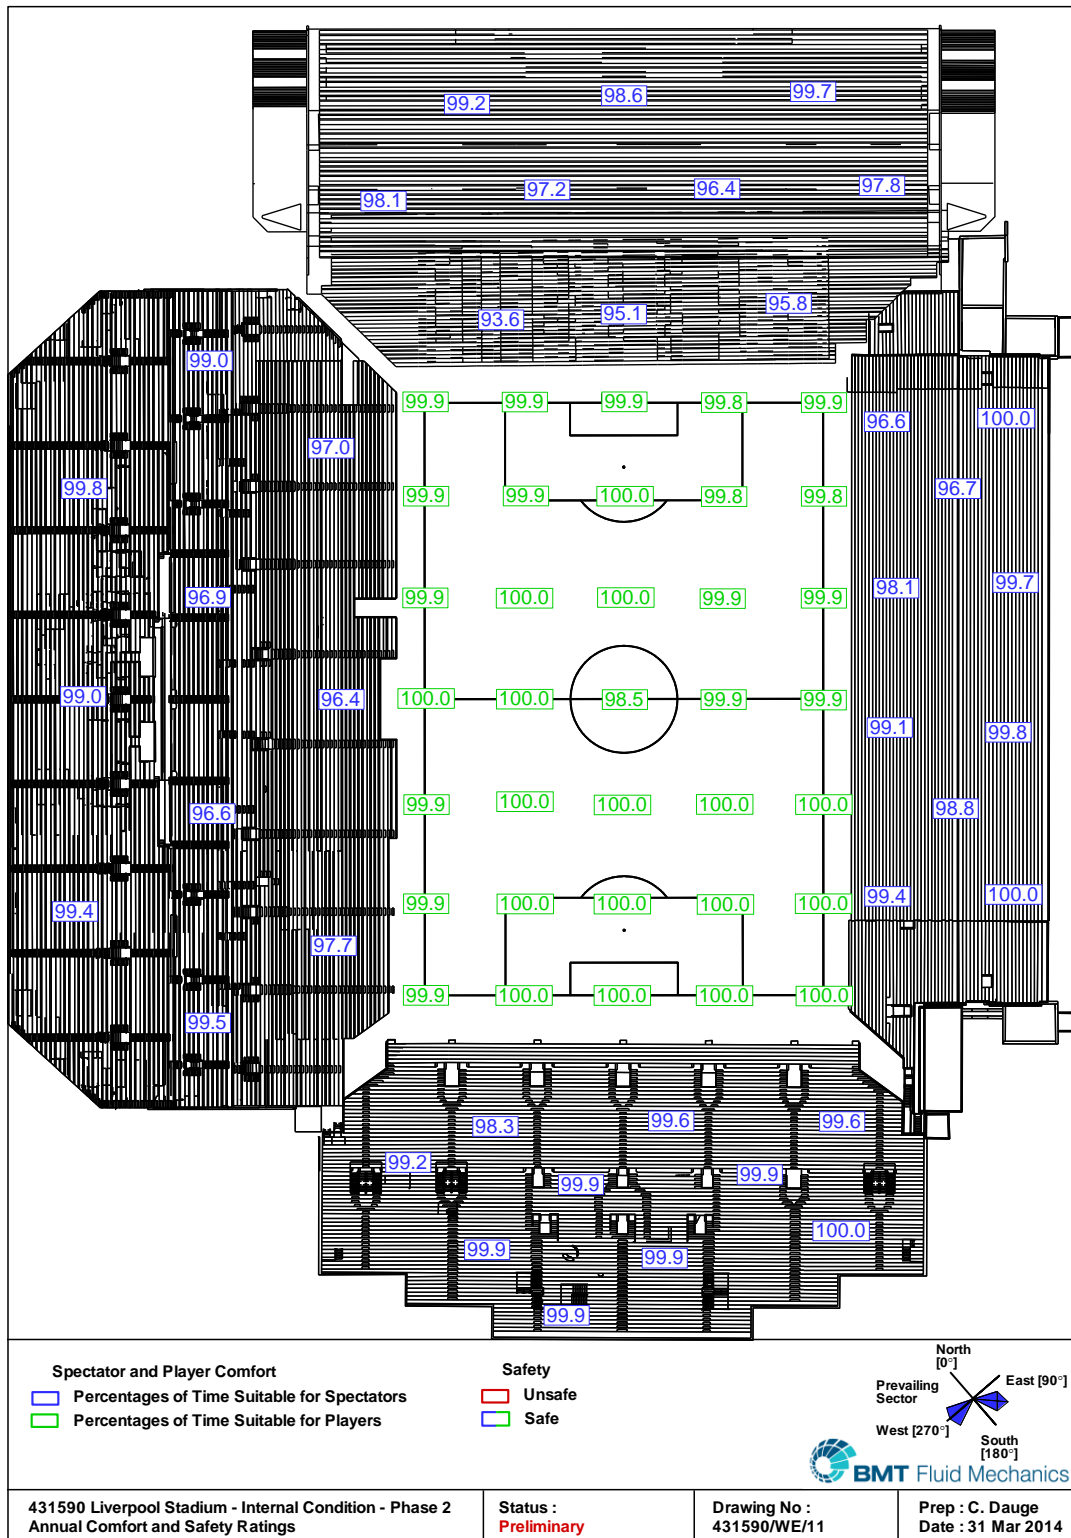 99.2 98.6 99.7
98.1 97.2 96.4 97.8
93.6 95.1 95.8
99.0
99.9 99.9 99.9 99.8 99.9
97.0 96.6 100.0
99.8 99.9 99.9 100.0 99.8 99.8 96.7
96.9 99.9 100.0 100.0 99.9 99.9 98.1 99.7
99.0 96.4 100.0 100.0 98.5 99.9 99.9
99.1 99.8
96.6 99.9 100.0 100.0 100.0 100.0 98.8
99.4 99.9 100.0 100.0 100.0 100.0 99.4 100.0
97.7
99.5 99.9 100.0 100.0 100.0 100.0
98.3 99.6 99.6
99.2 99.9 99.9
99.9 99.9 100.0
99.9
Spectator and Player Comfort
Percentages of Time Suitable for Spectators
Percentages of Time Suitable for Players
Safety
Unsafe
Safe
North
[0°]
East [90°]
Prevailing
Sector
West [270°]
South
[180°]
BMT Fluid Mechanics
431590 Liverpool Stadium - Internal Condition - Phase 2
Annual Comfort and Safety Ratings
Status :
Preliminary
Drawing No :
431590/WE/11
Prep : C. Dauge
Date : 31 Mar 2014